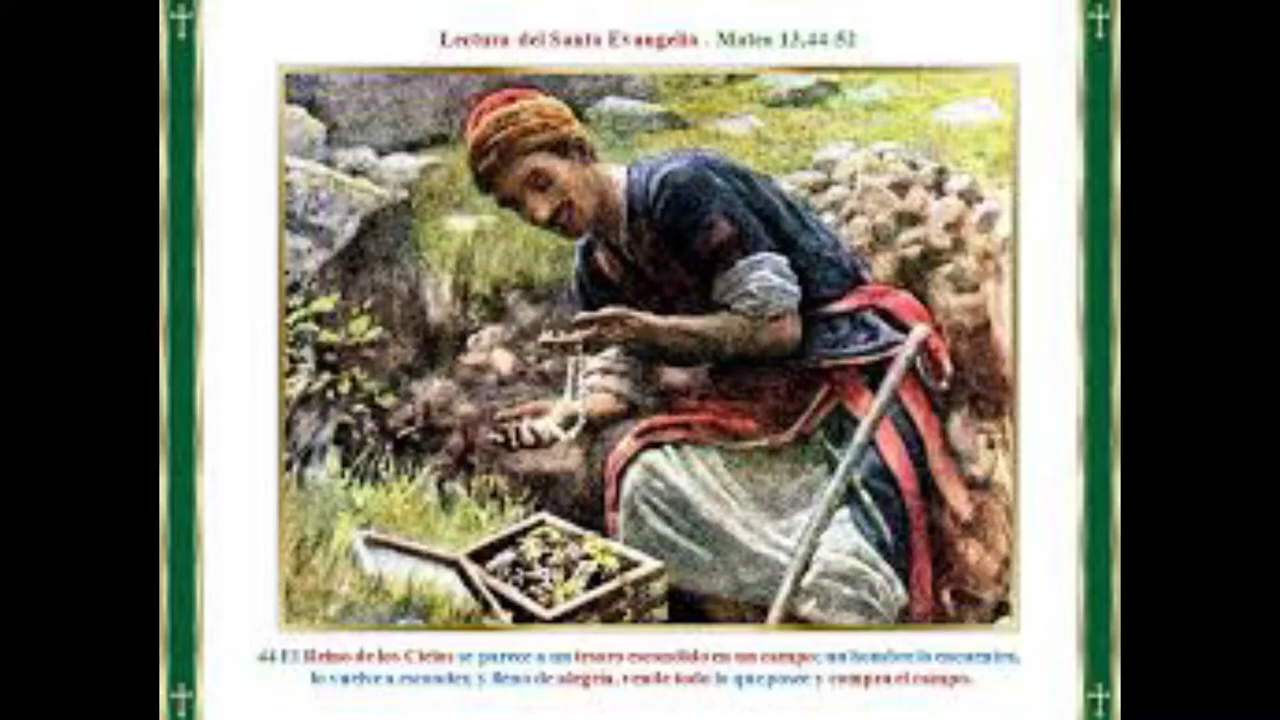 Lectura del Santo Evangelio - Mateo 13,44-52
44 El Reino de los Cielos se parece a un tesoro escondido en un campo; un hombre lo encuentra,
lo vuelve a esconder, y lleno de alegría, vende todo lo que posee y compra el campo.